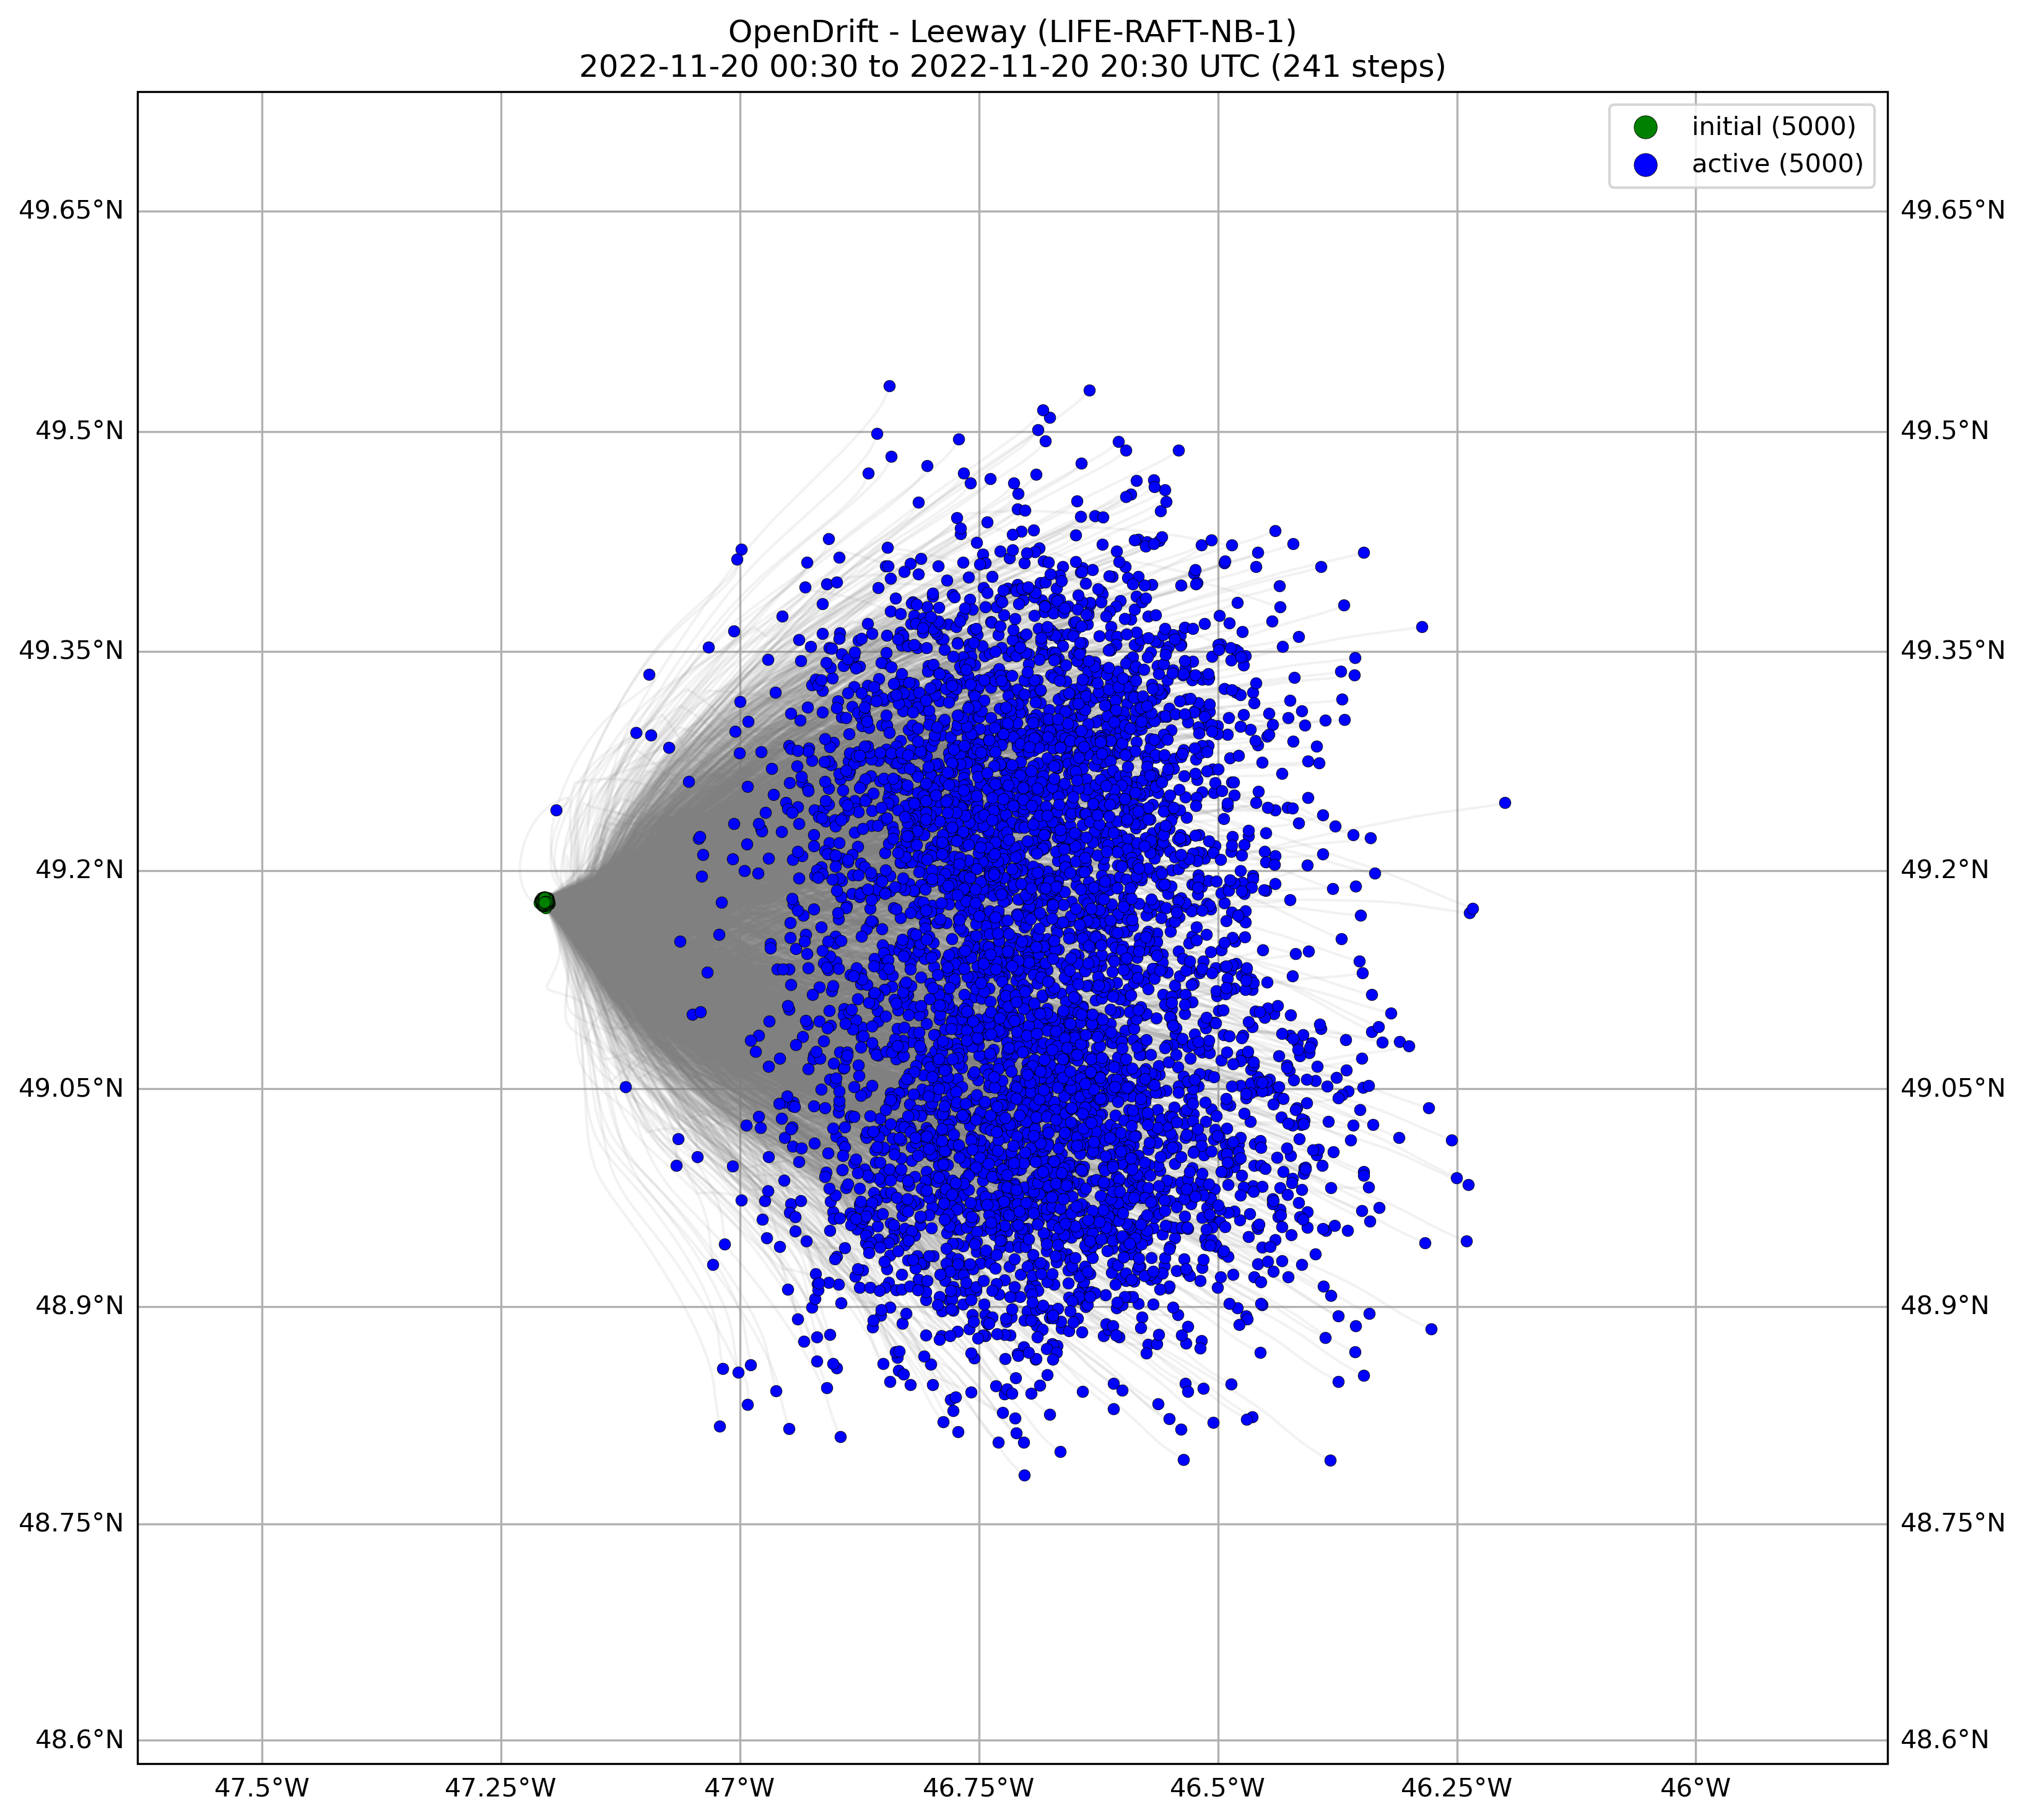 OpenDrift - Leeway (LIFE-RAFT-NB-1)
2022-11-20 00:30 to 2022-11-20 20:30 UTC (241 steps)
initial (5000)
active (5000)
49.65°N 49.65°N
49.5°N 49.5°N
49.35°N 49.35°N
49.2°N 49.2°N
49.05°N 49.05°N
48.9°N 48.9°N
48.75°N 48.75°N
48.6°N 48.6°N
47.5°W 47.25°W 47°W 46.75°W 46.5°W 46.25°W 46°W